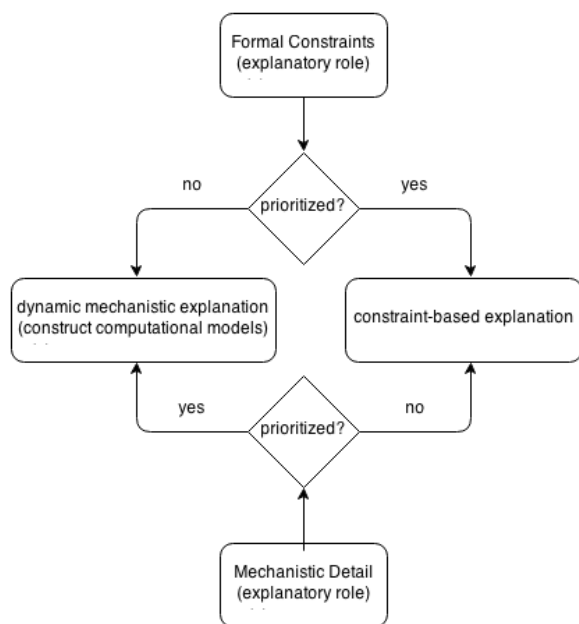 Formal Constraints
(explanatory role)
no
yes
prioritized?
dynamic mechanistic explanation
(construct computational models)
constraint-based explanation
yes
no
prioritized?
Mechanistic Detail
(explanatory role)